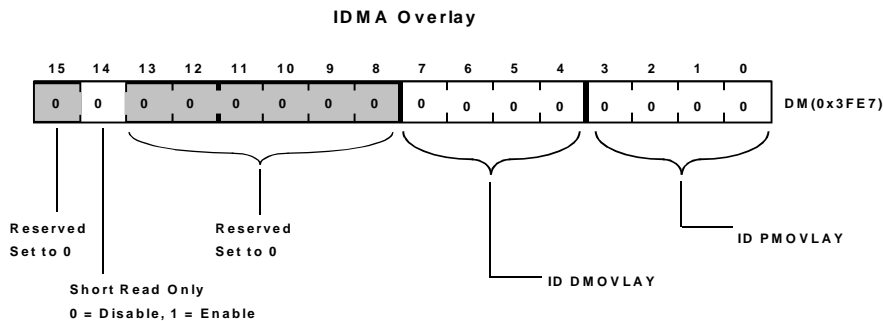 IDMA Overlay
15 14 13 12 11 10 9 8 7 6 5 4 3 2 1 0
0 0 0 0 0 0 0 0 0 0 0 0 0 0 0 0 DM(0x3FE7)
Reserved
Set to 0
Reserved
Set to 0
ID PMOVLAY
ID DMOVLAY
Short Read Only
0 = Disable, 1 = Enable